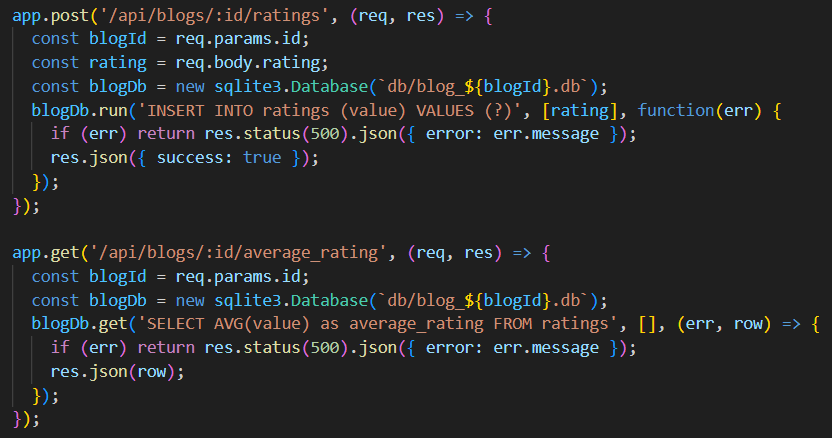 app.post('/api/blogs/:id/ratings', (req, res) => {
  const blogId = req.params.id;
  const rating = req.body.rating;
  const blogDb = new sqlite3.Database(`db/blog_${blogId}.db`);
  blogDb.run('INSERT INTO ratings (value) VALUES (?)', [rating], function(err) {
    if (err) return res.status(500).json({ error: err.message });
    res.json({ success: true });
  });
});

app.get('/api/blogs/:id/average_rating', (req, res) => {
  const blogId = req.params.id;
  const blogDb = new sqlite3.Database(`db/blog_${blogId}.db`);
  blogDb.get('SELECT AVG(value) as average_rating FROM ratings', [], (err, row) => {
    if (err) return res.status(500).json({ error: err.message });
    res.json(row);
  });
});